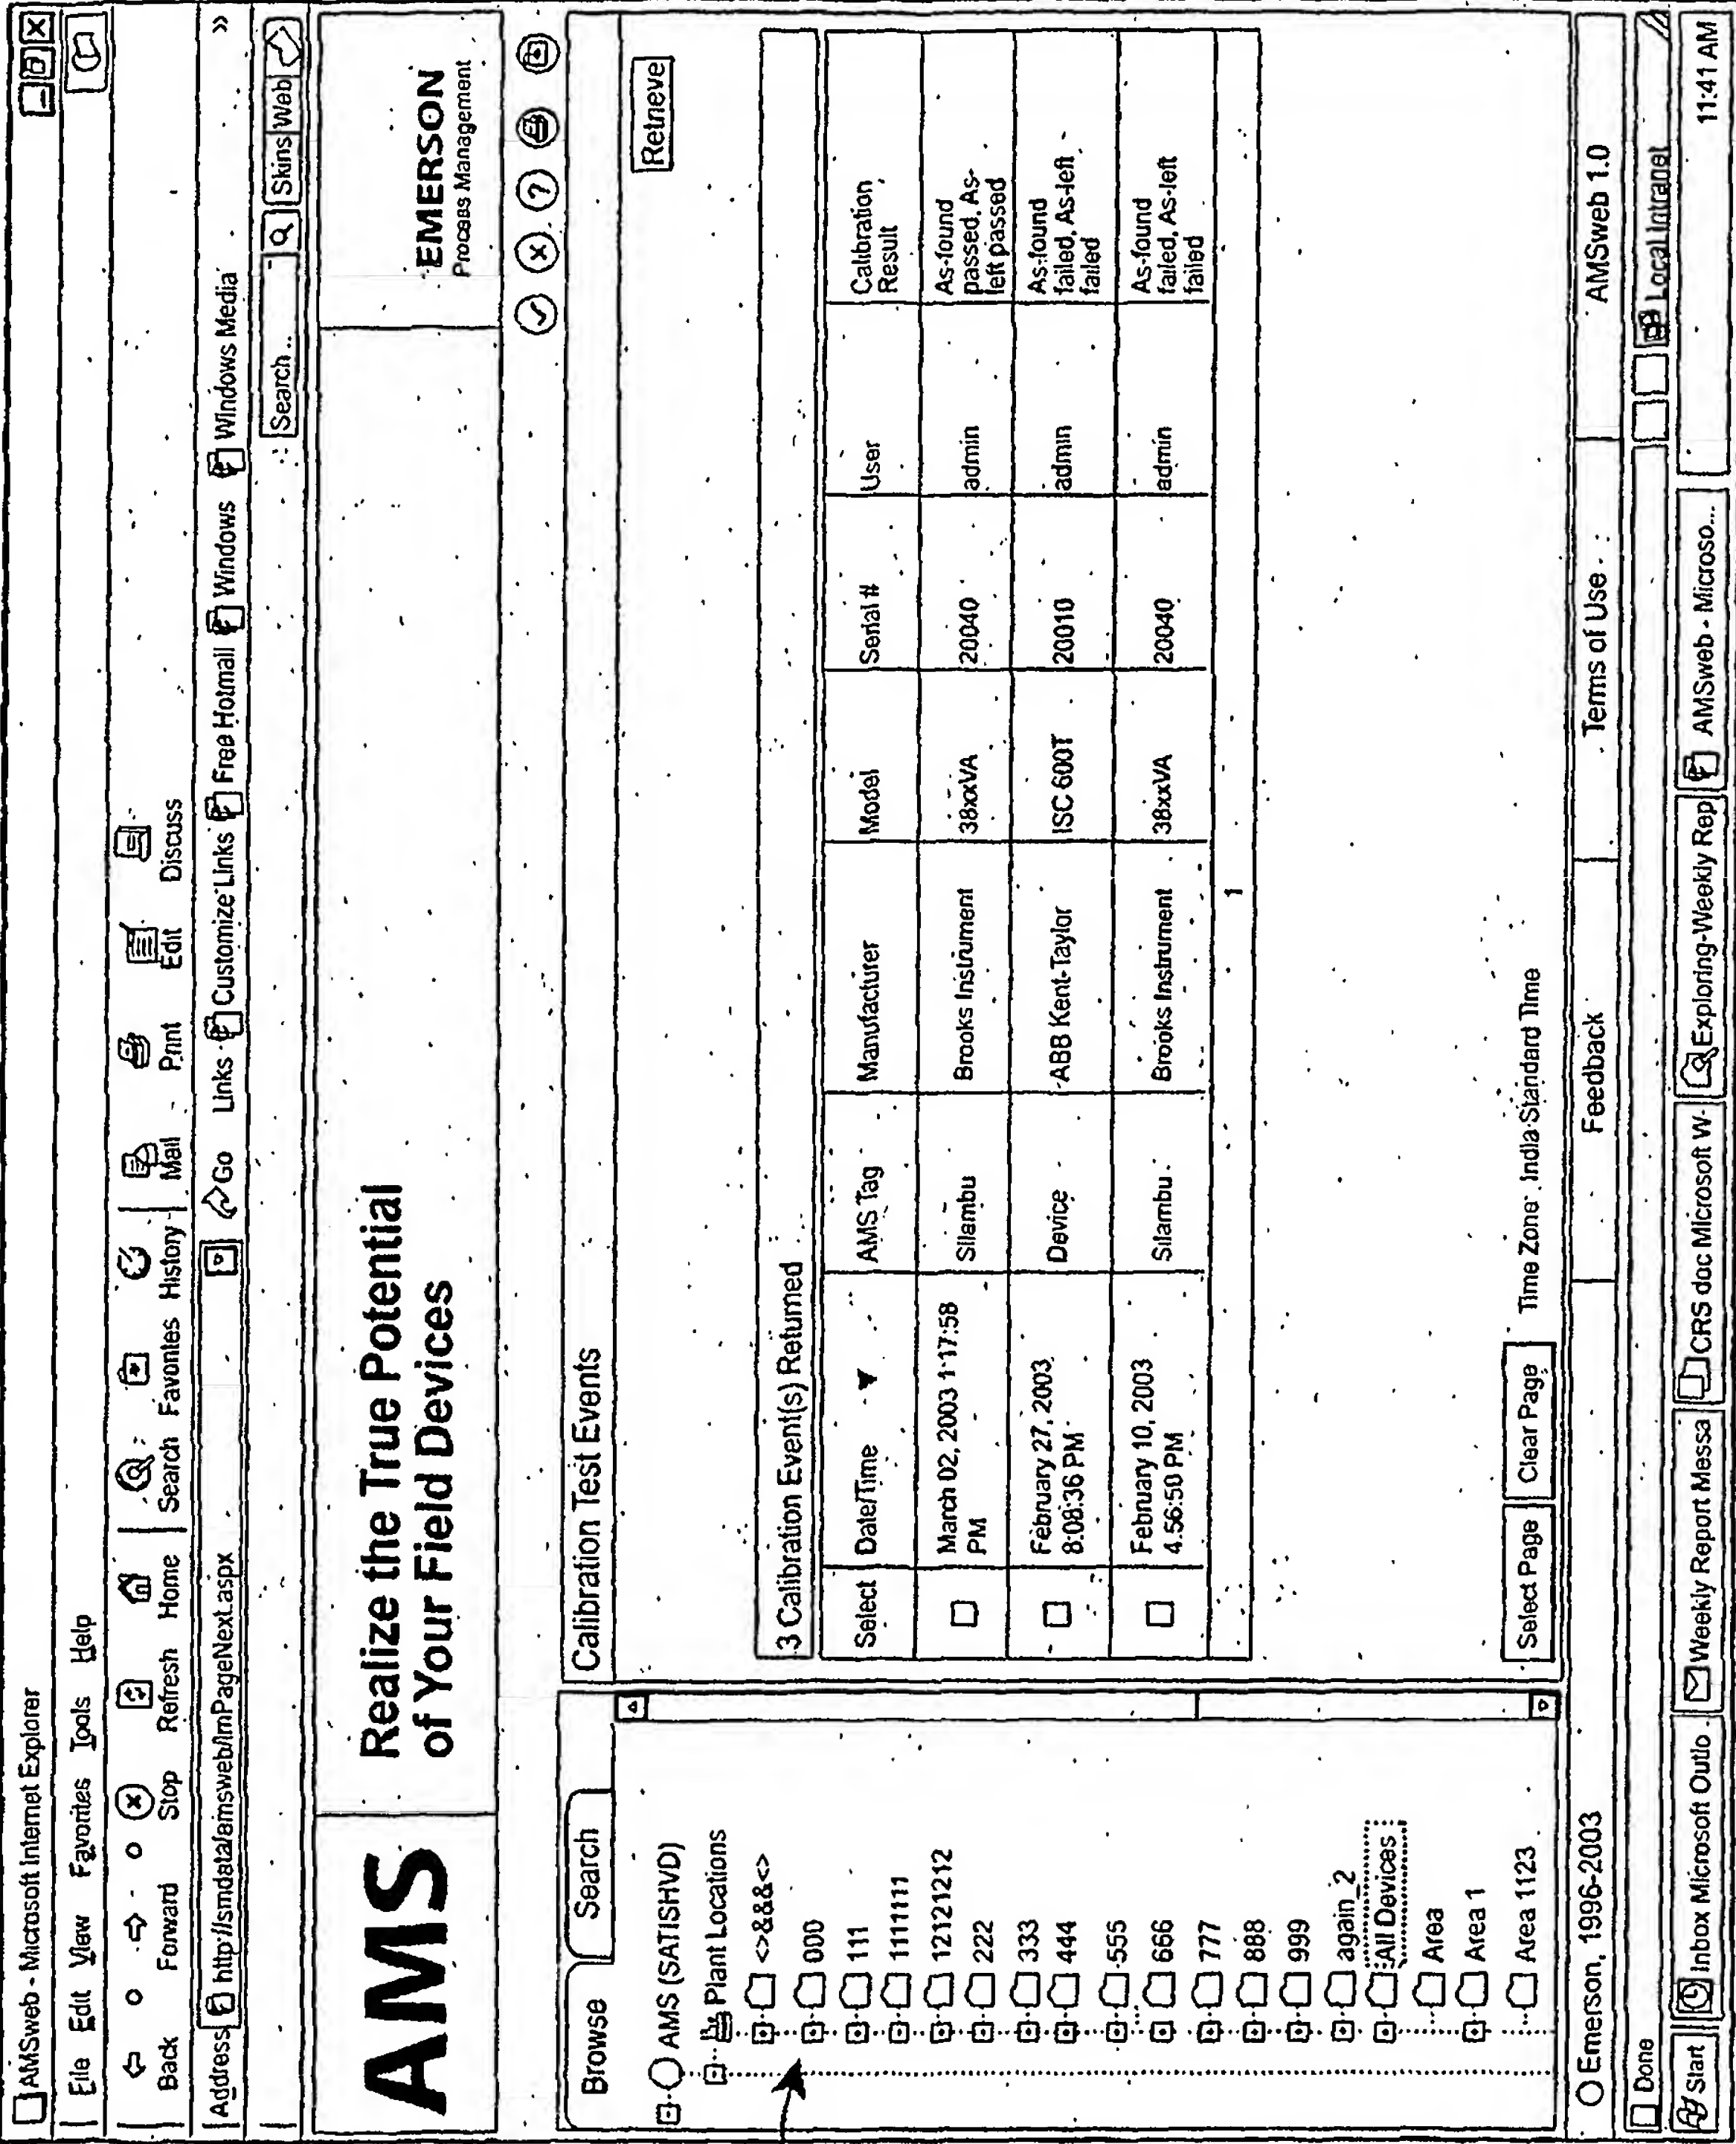 AMSweb - Microsoft Internet Explorer
File Edit View Favorites Tools Help
Back Forward Stop Refresh Home Search Favorites History Mail Print Edit Discuss
Address http://smdata/amsweb/ImPageNext.aspx Go Links Customize Links Free Hotmail Windows Windows Media »
Search.. Skins Web
AMS
Realize the True Potential
of Your Field Devices
EMERSON
Process Management
Browse Search
AMS (SATISHVD)
Plant Locations
<>&&&<>
000
111
1111111
1212121212
222
333
444
555
666
777
888
999
again_2
All Devices
Area
Area 1
Area 1123
Calibration Test Events
Retrieve
3 Calibration Event(s) Returned
Select Date/Time ▼ AMS Tag Manufacturer Model Serial # User Calibration Result
March 02, 2003 1:17:58 PM Silambu Brooks Instrument 38xxVA 20040 admin As-found passed, As-left passed
February 27, 2003 8:08:36 PM Device ABB Kent-Taylor ISC 600T 20010 admin As-found failed, As-left failed
February 10, 2003 4:56:50 PM Silambu Brooks Instrument 38xxVA 20040 admin As-found failed, As-left failed
1
Select Page Clear Page Time Zone: India Standard Time
Emerson, 1996-2003 Feedback Terms of Use AMSweb 1.0
Done Local Intranet
Start Inbox Microsoft Outlo.. Weekly Report Messa CRS doc Microsoft W- Exploring-Weekly Rep AMSweb - Microso... 11:41 AM